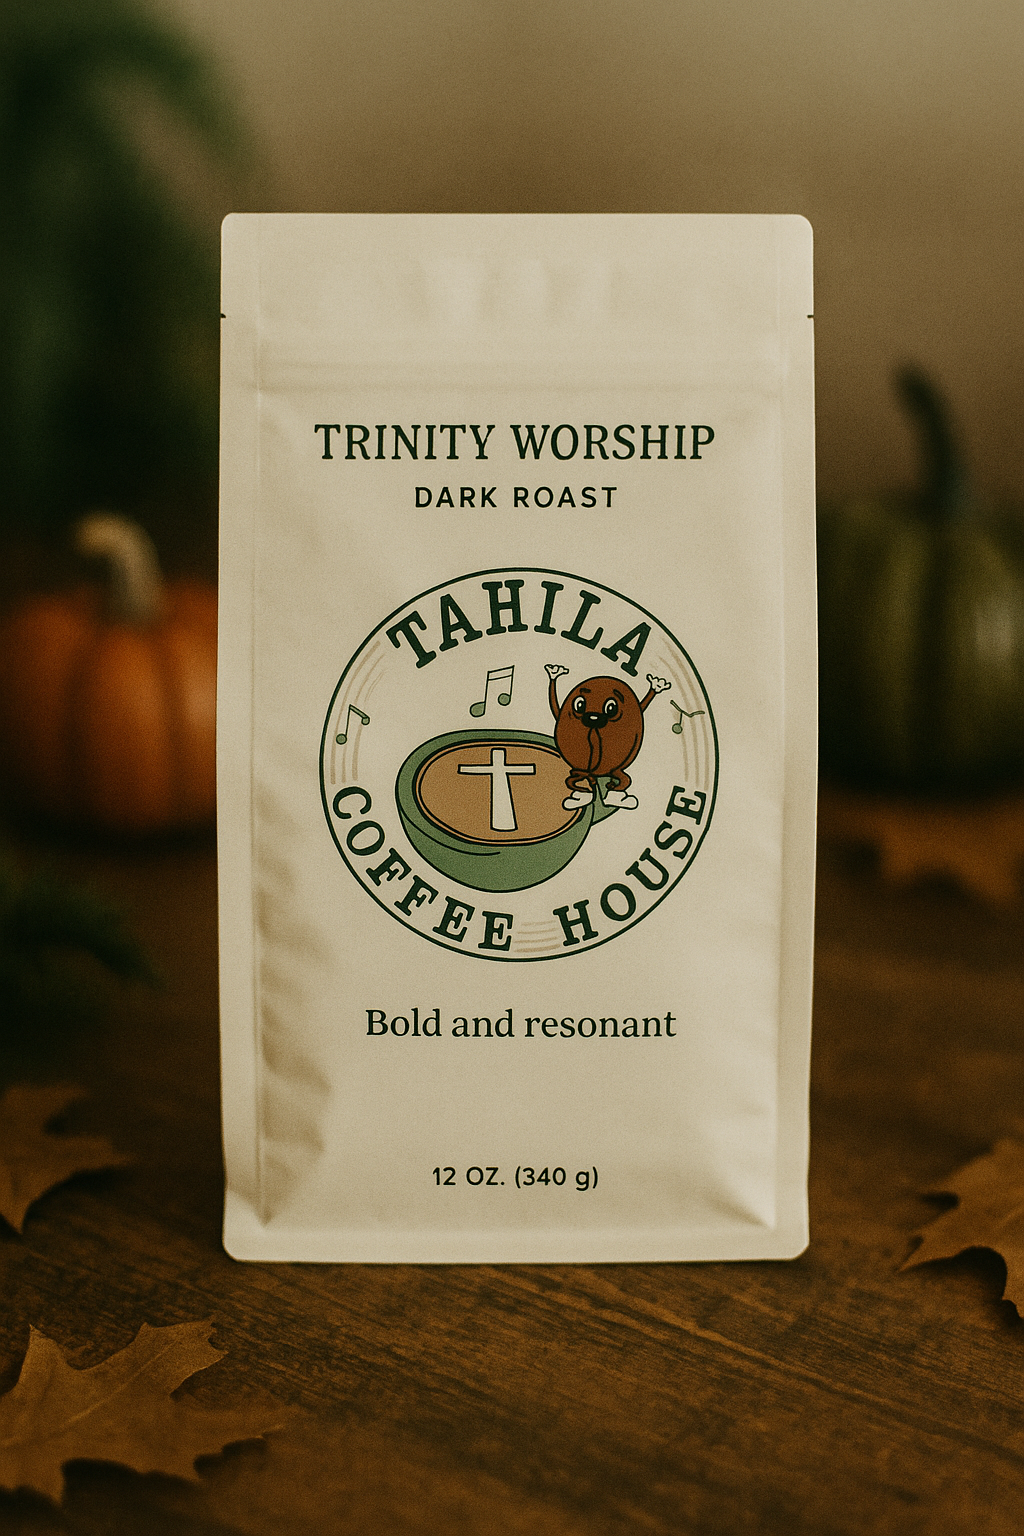 TRINITY WORSHIP
DARK ROAST
TAHILA
COFFEE HOUSE
Bold and resonant
12 OZ. (340 g)